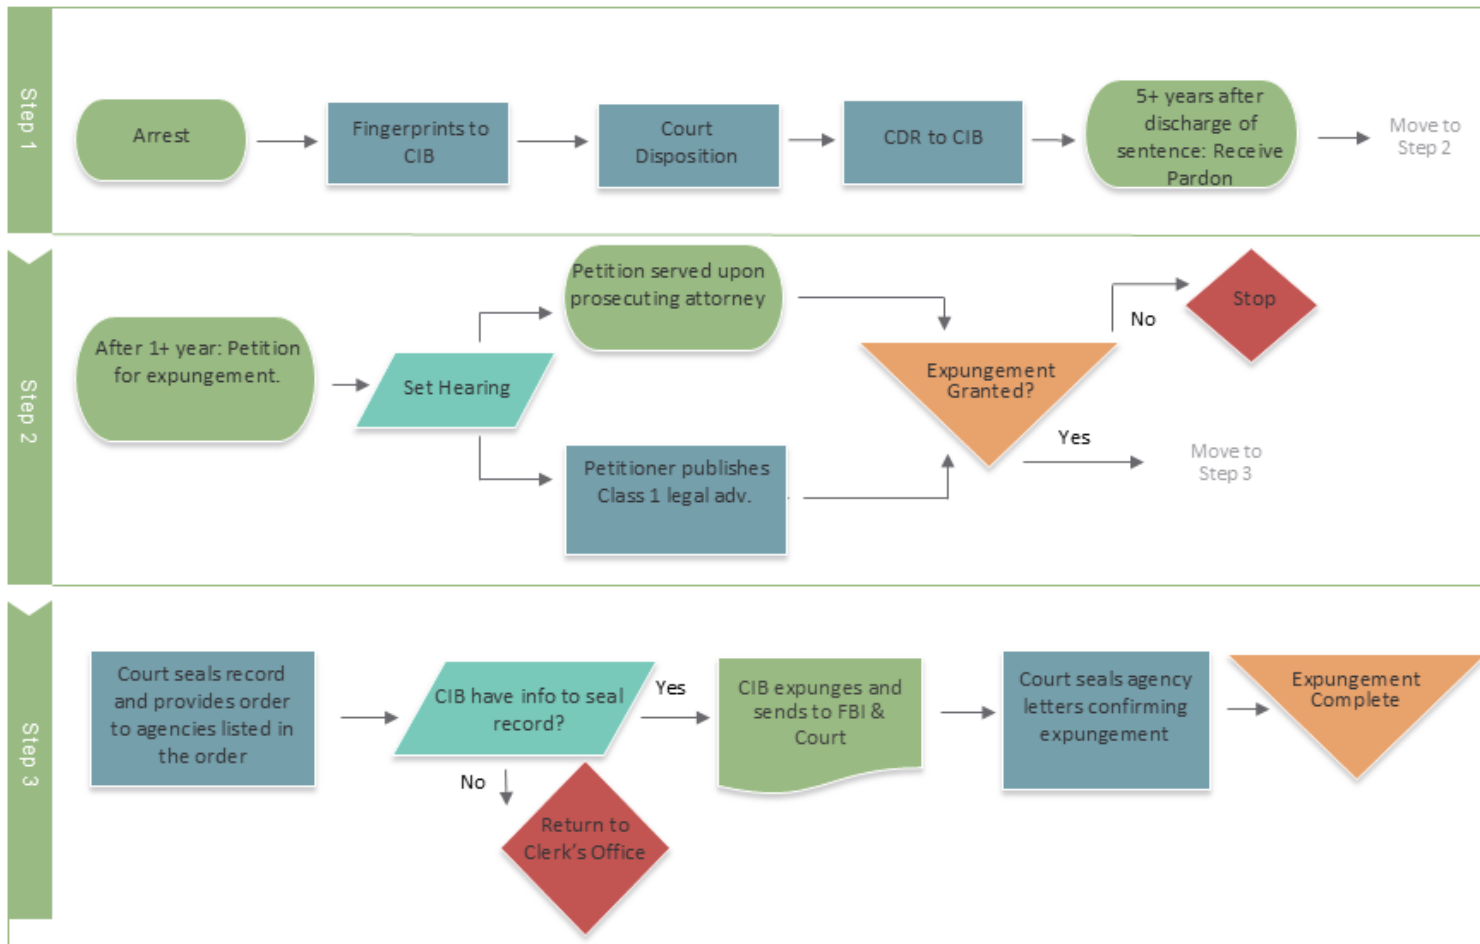 Step 1
Arrest
Fingerprints to
CIB
Court
Disposition
CDR to CIB
5+ years after
discharge of
sentence: Receive
Pardon
Move to
Step 2
Step 2
After 1+ year: Petition
for expungement.
Set Hearing
Petition served upon
prosecuting attorney
Petitioner publishes
Class 1 legal adv.
Expungement
Granted?
No
Stop
Yes
Move to
Step 3
Step 3
Court seals record
and provides order
to agencies listed in
the order
CIB have info to seal
record?
Yes
No
Return to
Clerk's Office
CIB expunges and
sends to FBI &
Court
Court seals agency
letters confirming
expungement
Expungement
Complete